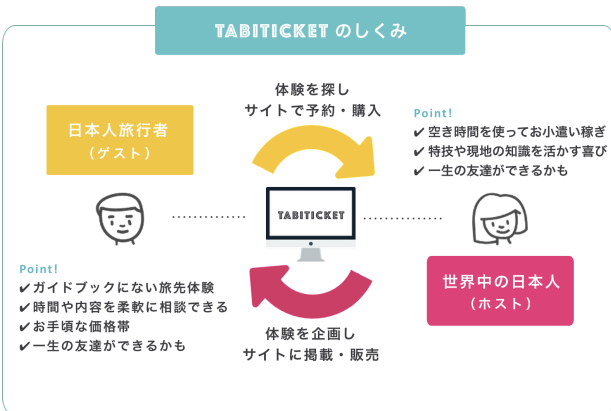 TABITICKET のしくみ
体験を探し
サイトで予約・購入
日本人旅行者
（ゲスト）
Point!
✔ 空き時間を使ってお小遣い稼ぎ
✔ 特技や現地の知識を活かす喜び
✔ 一生の友達ができるかも
TABITICKET
Point!
✔ ガイドブックにない旅先体験
✔ 時間や内容を柔軟に相談できる
✔ お手頃な価格帯
✔ 一生の友達ができるかも
世界中の日本人
（ホスト）
体験を企画し
サイトに掲載・販売